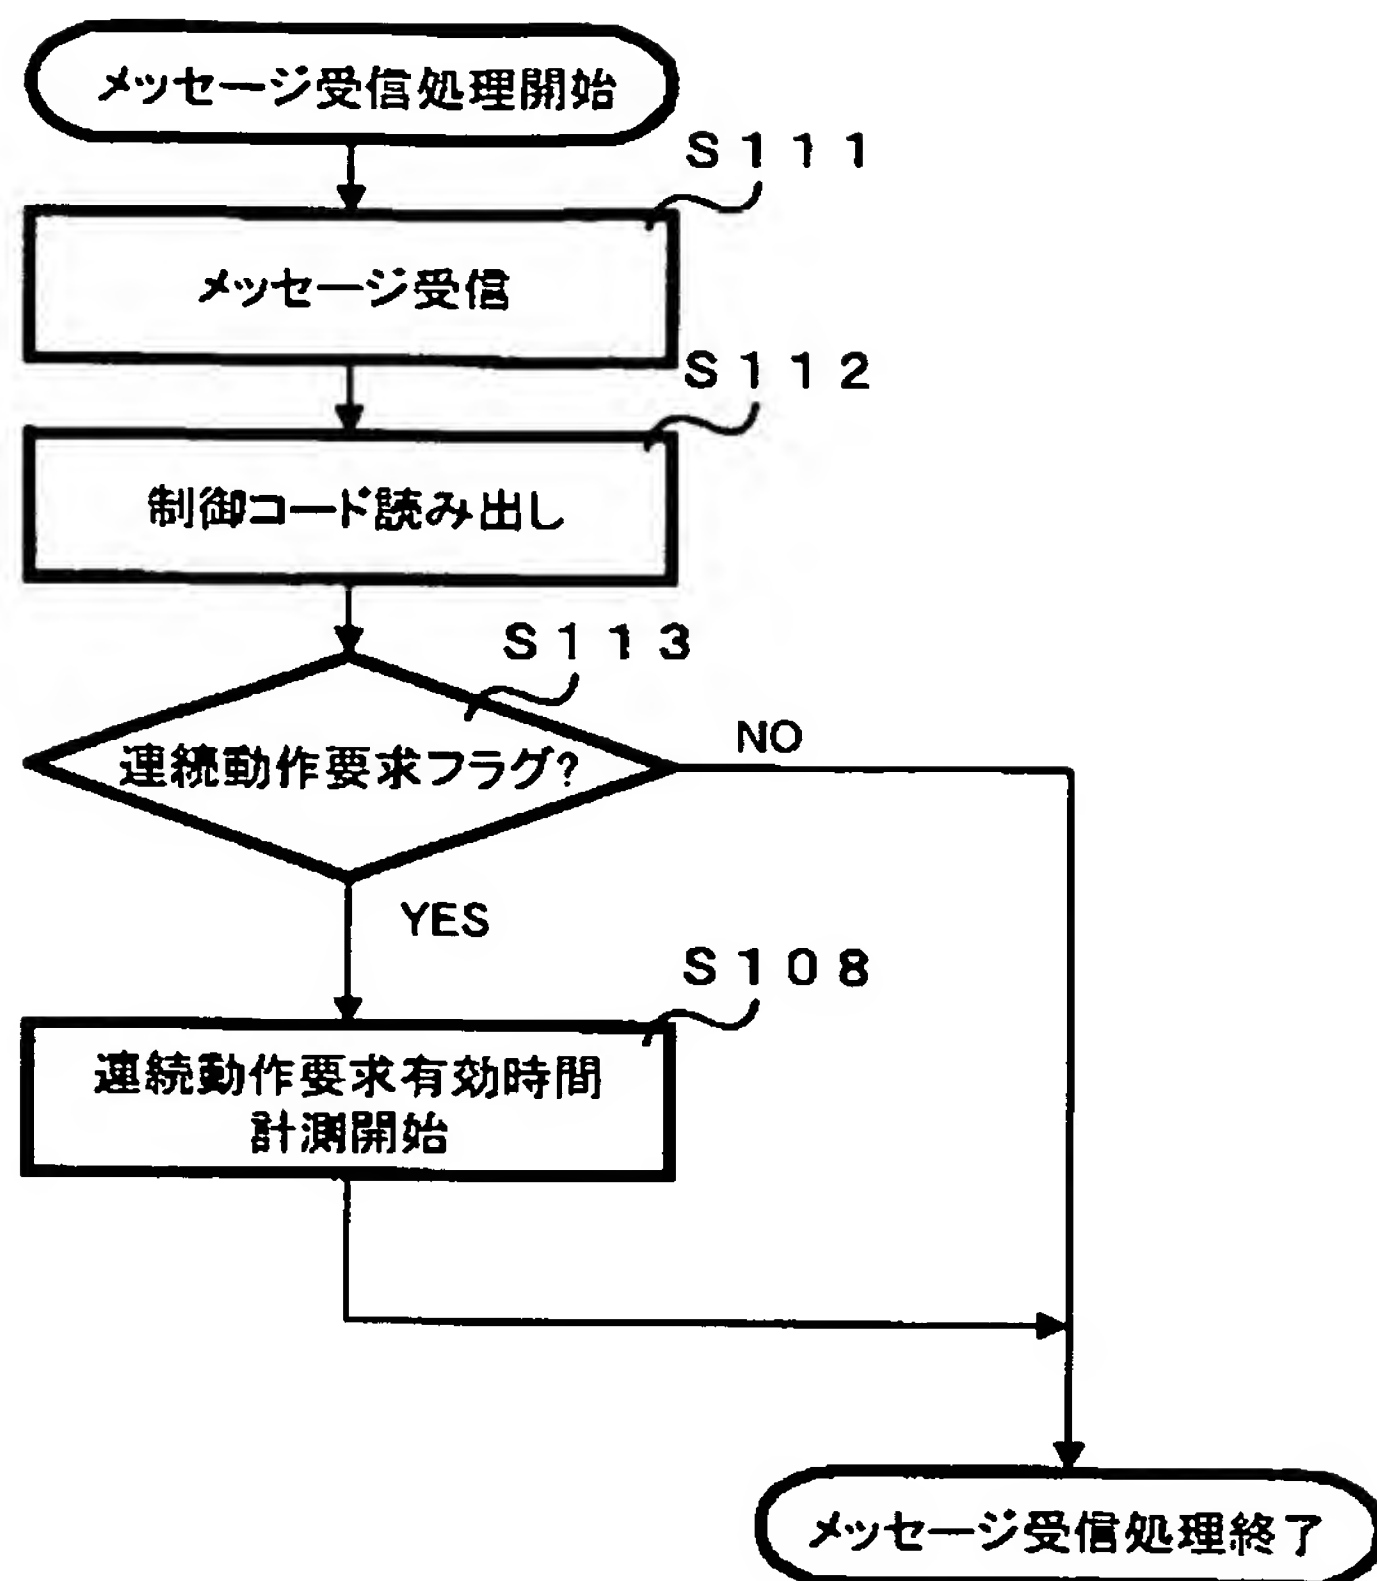 メッセージ受信処理開始
S111
メッセージ受信
S112
制御コード読み出し
S113
連続動作要求フラグ?
NO
YES
S108
連続動作要求有効時間
計測開始
メッセージ受信処理終了